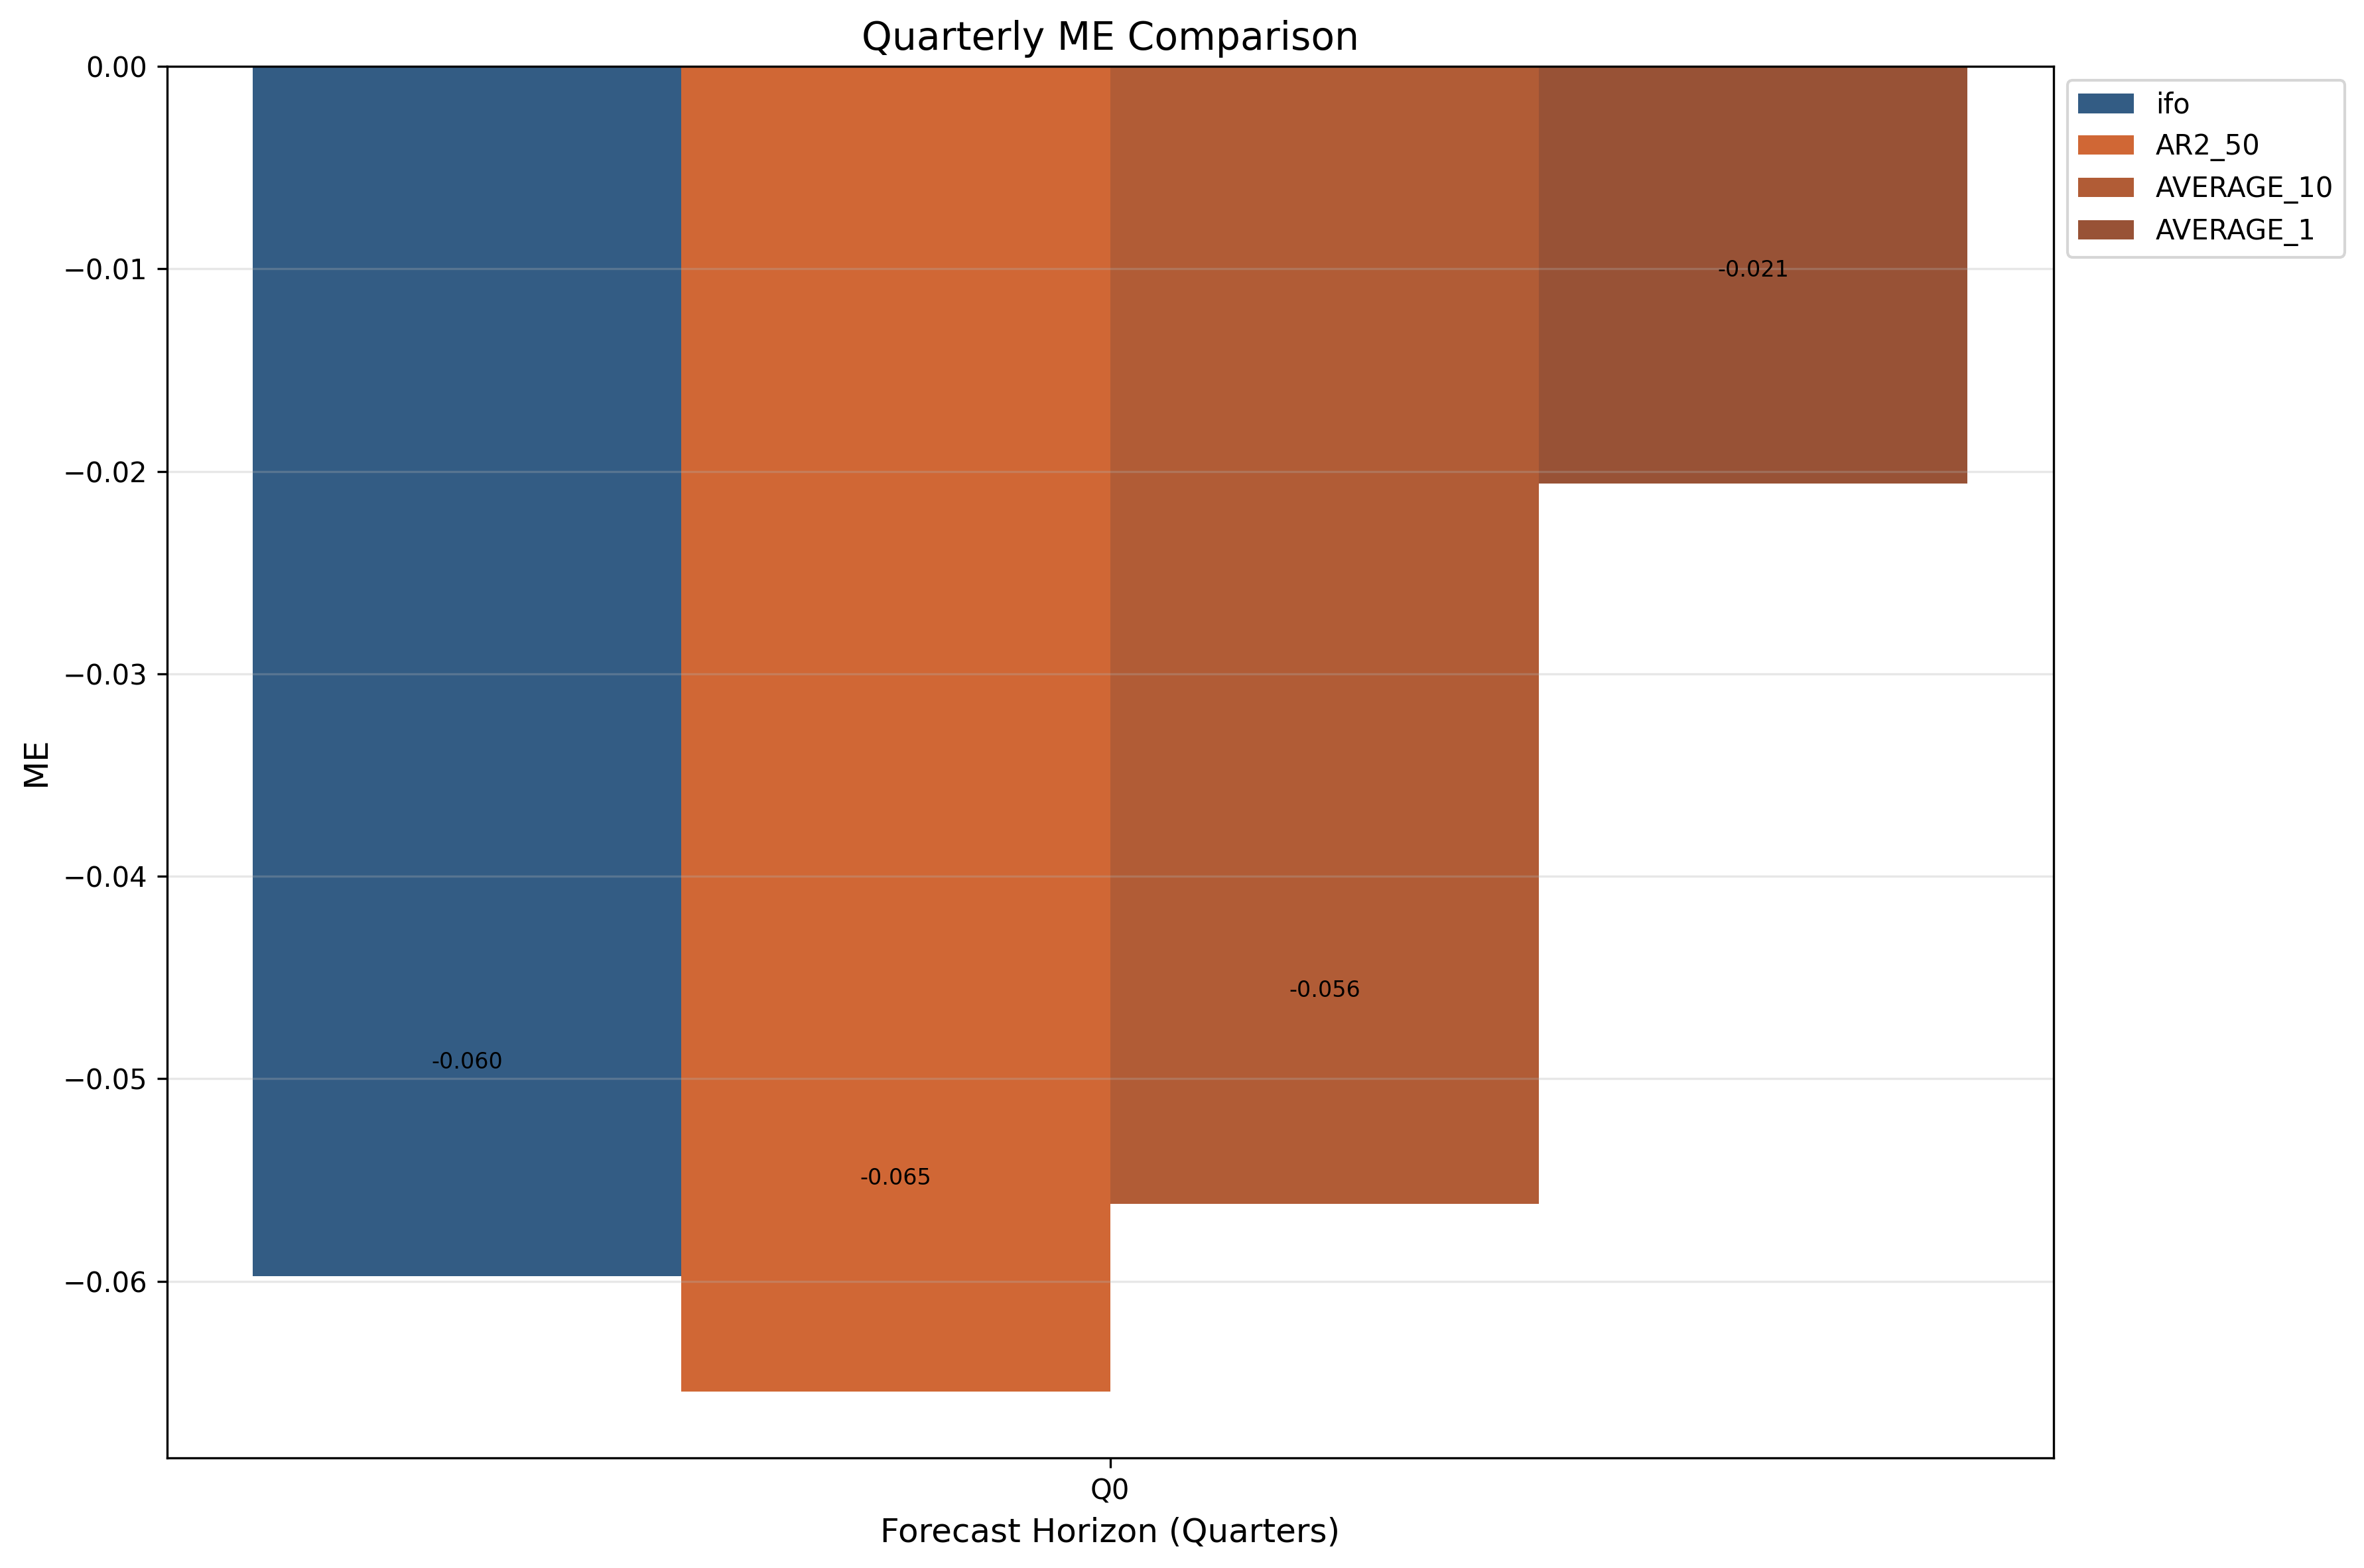 Quarterly ME Comparison
0.00
−0.01
−0.02
−0.03
−0.04
−0.05
−0.06
ME
-0.060
-0.065
-0.056
-0.021
Q0
Forecast Horizon (Quarters)
ifo
AR2_50
AVERAGE_10
AVERAGE_1